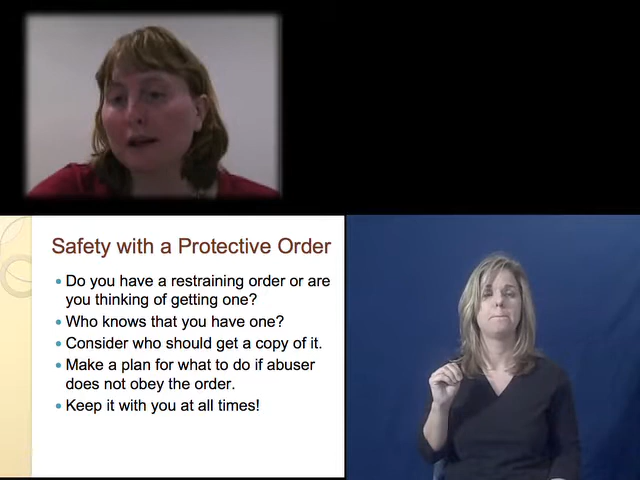 Safety with a Protective Order
• Do you have a restraining order or are
you thinking of getting one?
• Who knows that you have one?
• Consider who should get a copy of it.
• Make a plan for what to do if abuser
does not obey the order.
• Keep it with you at all times!